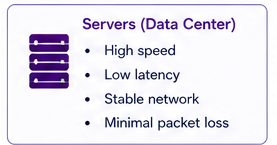 Servers (Data Center)
• High speed
• Low latency
• Stable network
• Minimal packet loss